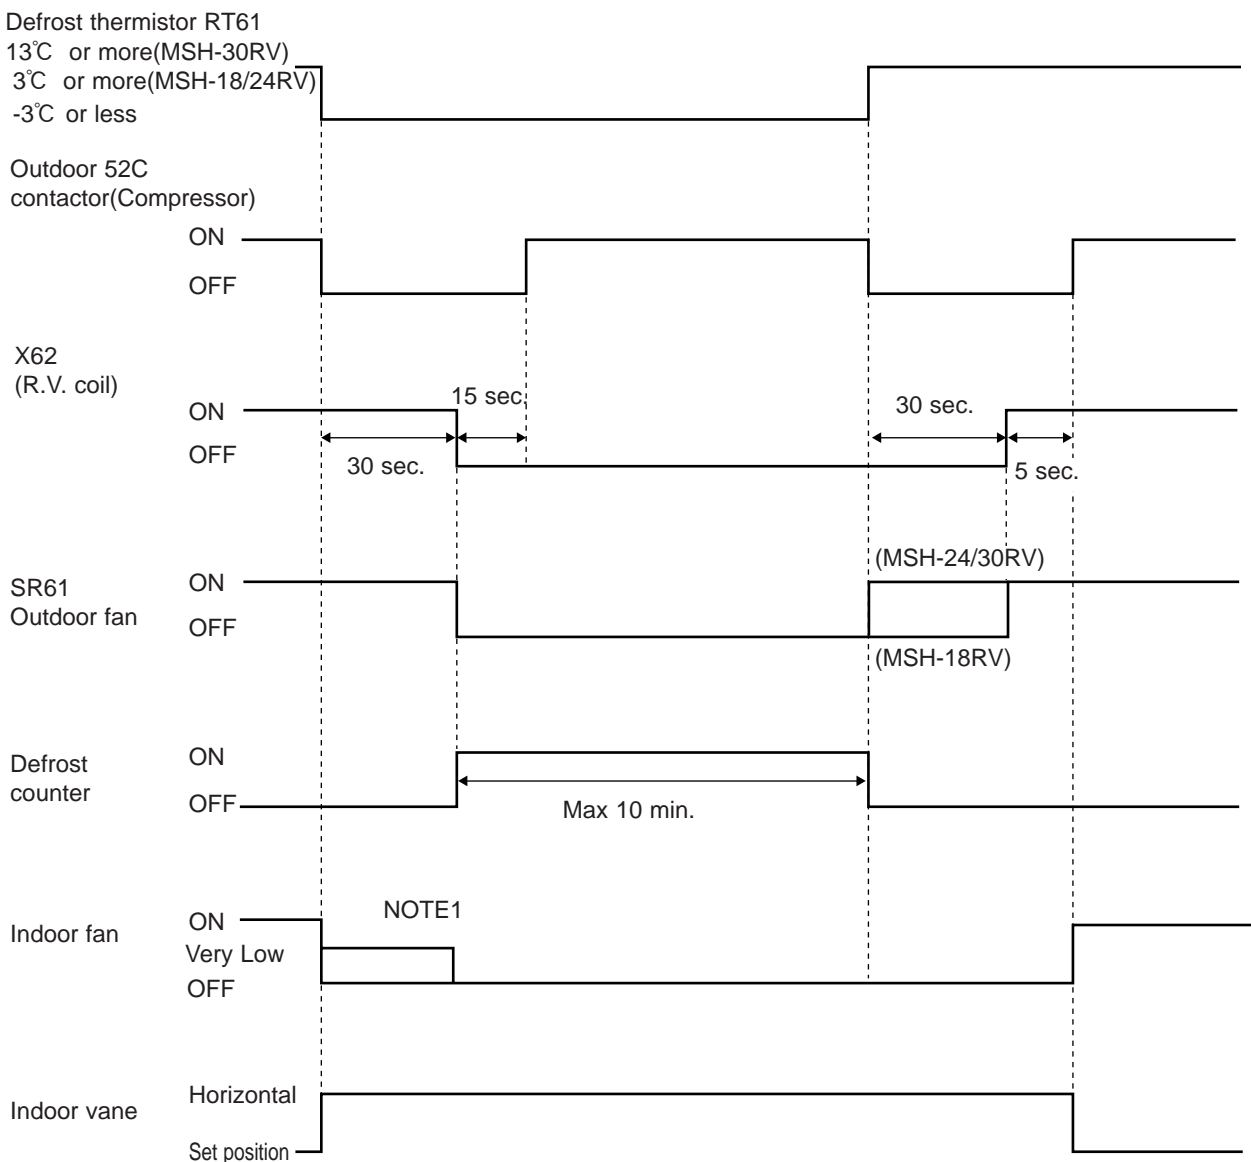 Defrost thermistor RT61
13℃ or more(MSH-30RV)
3℃ or more(MSH-18/24RV)
-3℃ or less
Outdoor 52C
contactor(Compressor)
ON
OFF
X62
(R.V. coil)
ON
OFF
15 sec.
30 sec.
30 sec.
5 sec.
SR61
Outdoor fan
ON
OFF
(MSH-24/30RV)
(MSH-18RV)
Defrost
counter
ON
OFF
Max 10 min.
Indoor fan
ON
Very Low
OFF
NOTE1
Indoor vane
Horizontal
Set position